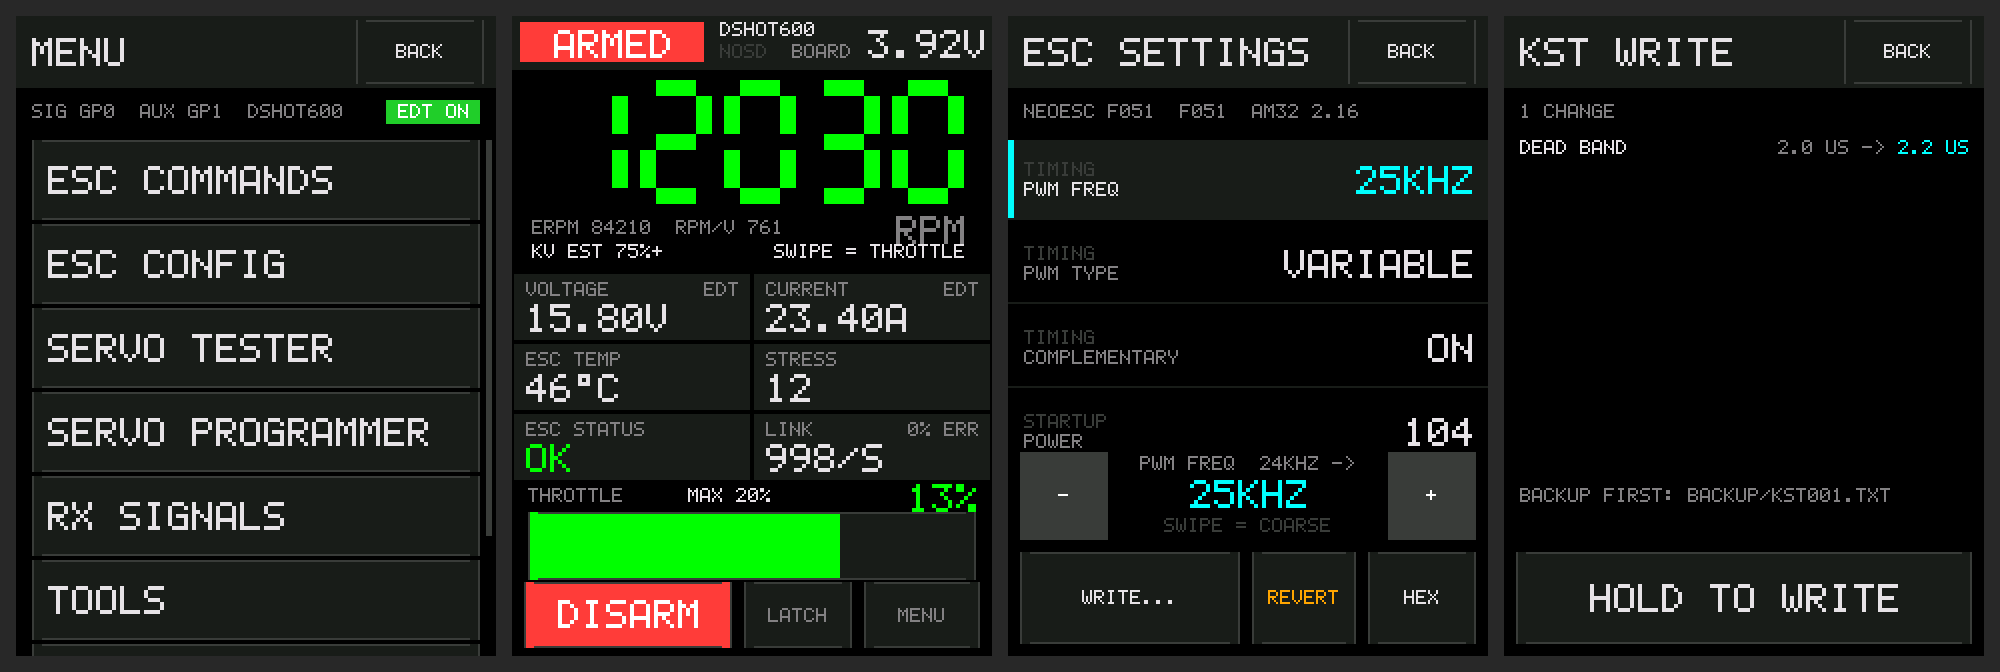 MENU
BACK
SIG GP0 AUX GP1 DSHOT600 EDT ON
ESC COMMANDS
ESC CONFIG
SERVO TESTER
SERVO PROGRAMMER
RX SIGNALS
TOOLS
ARMED
DSHOT600
NOSD BOARD
3.92V
12030
RPM
ERPM 84210 RPM/V 761
KV EST 75%+ SWIPE = THROTTLE
VOLTAGE EDT
15.80V
CURRENT EDT
23.40A
ESC TEMP
46°C
STRESS
12
ESC STATUS
OK
LINK 0% ERR
998/S
THROTTLE MAX 20% 13%
DISARM
LATCH
MENU
ESC SETTINGS
BACK
NEOESC F051 F051 AM32 2.16
TIMING
PWM FREQ
25KHZ
TIMING
PWM TYPE
VARIABLE
TIMING
COMPLEMENTARY
ON
STARTUP
POWER
104
-
PWM FREQ 24KHZ ->
25KHZ
SWIPE = COARSE
+
WRITE...
REVERT
HEX
KST WRITE
BACK
1 CHANGE
DEAD BAND 2.0 US -> 2.2 US
BACKUP FIRST: BACKUP/KST001.TXT
HOLD TO WRITE